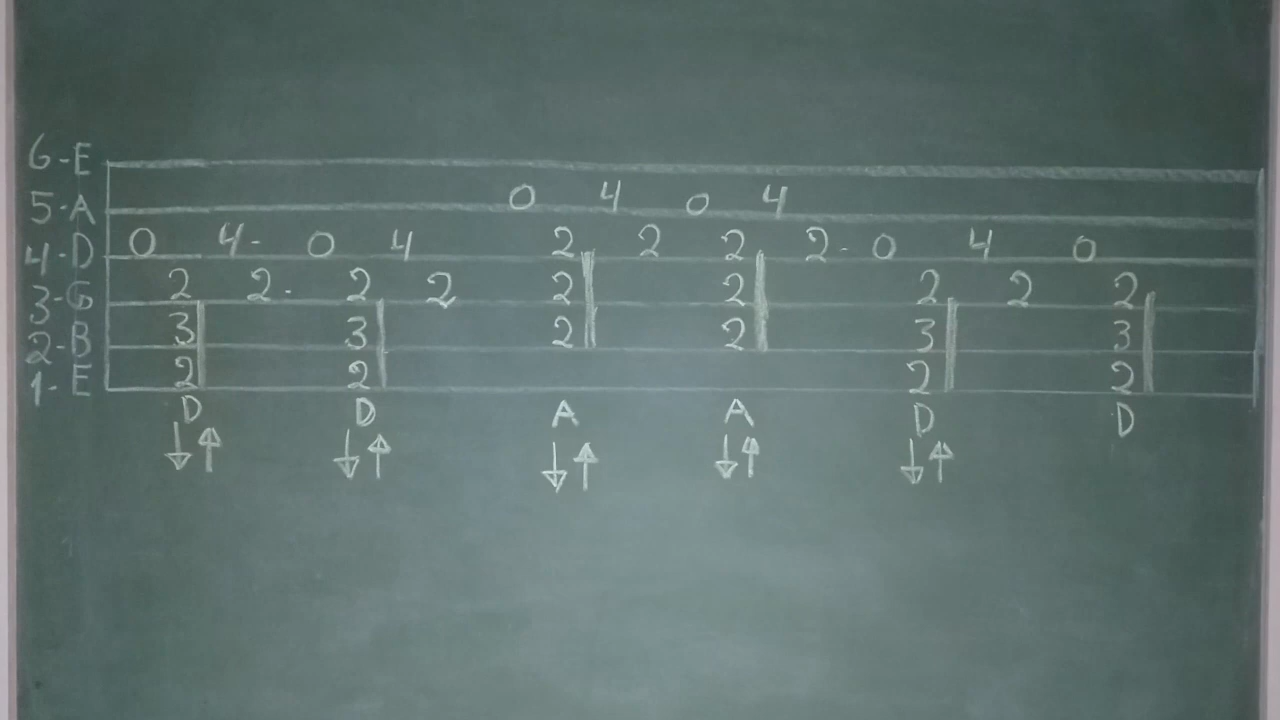 6-E
5-A 0 4 0 4
4-D 0 4- 0 4 2 2 2 2- 0 4 0
3-G 2 2. 2 2 2 2 2 2 2
2-B 3 3 2 2 3 3
1-E 2 2 2 2
D D A A D D
↓↑ ↓↑ ↓↑ ↓↑ ↓↑